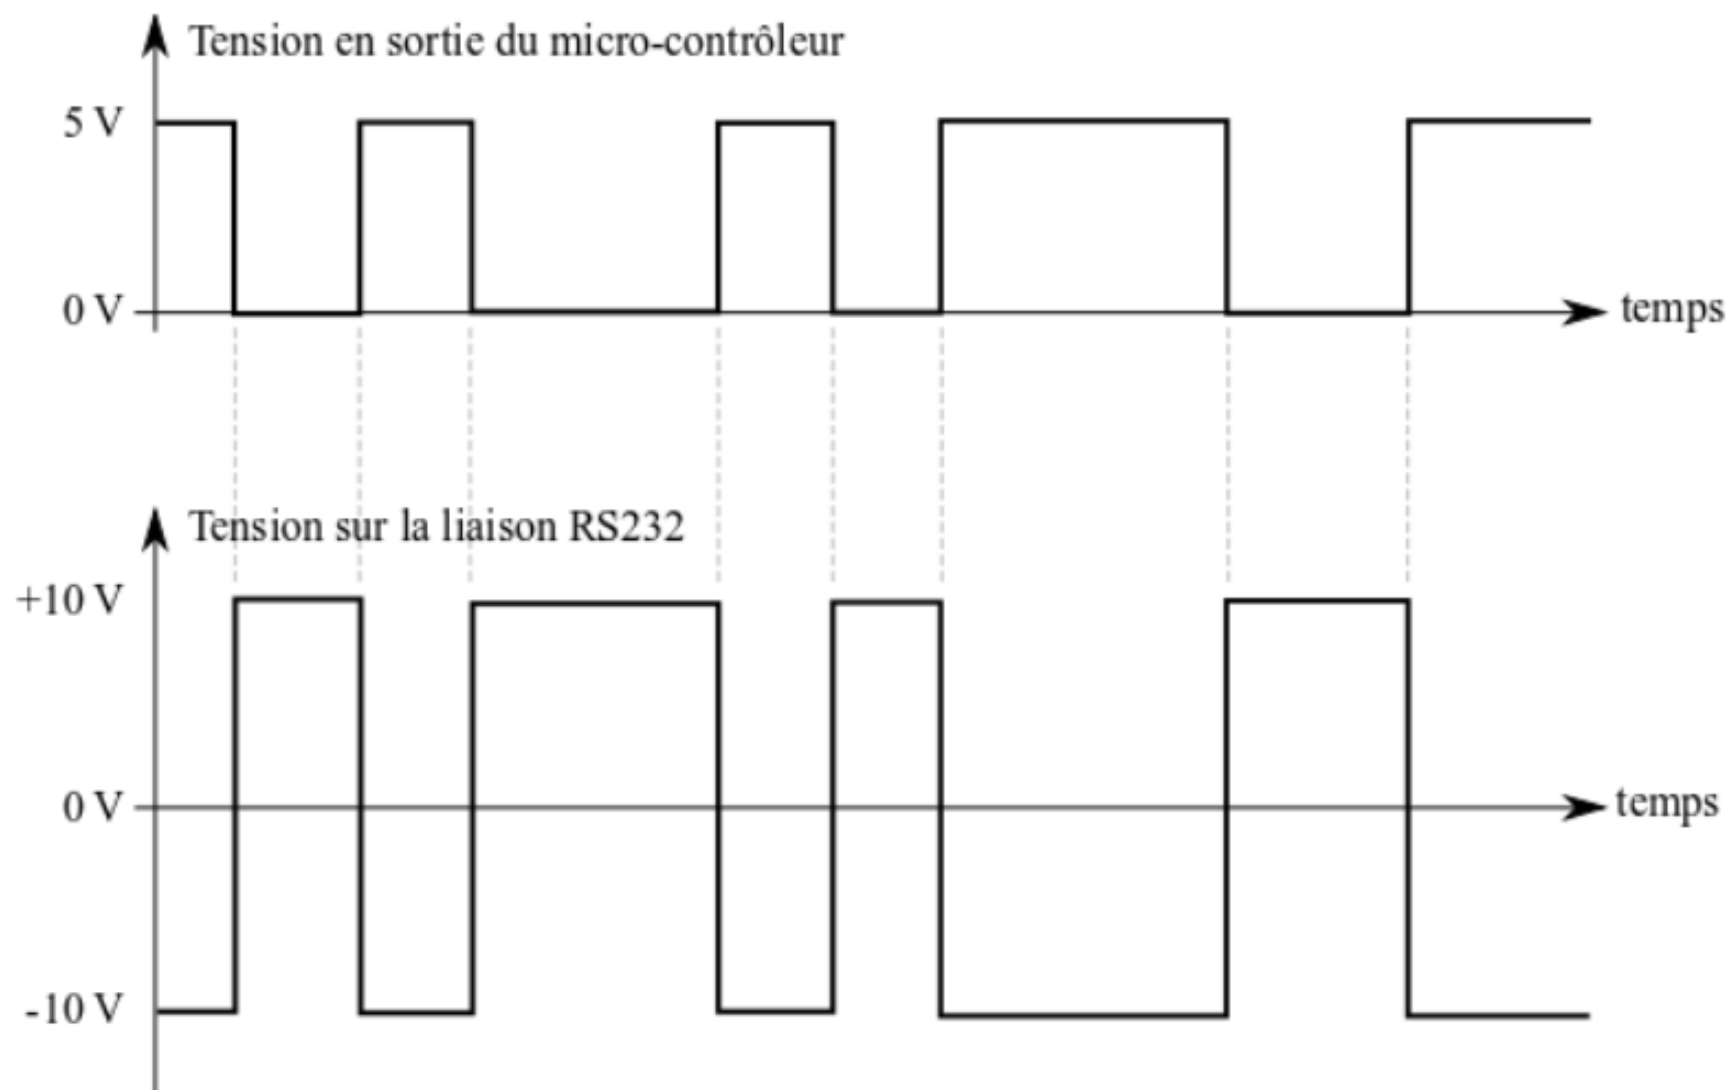 Tension en sortie du micro-contrôleur
5 V
0 V
temps
Tension sur la liaison RS232
+10 V
0 V
temps
-10 V